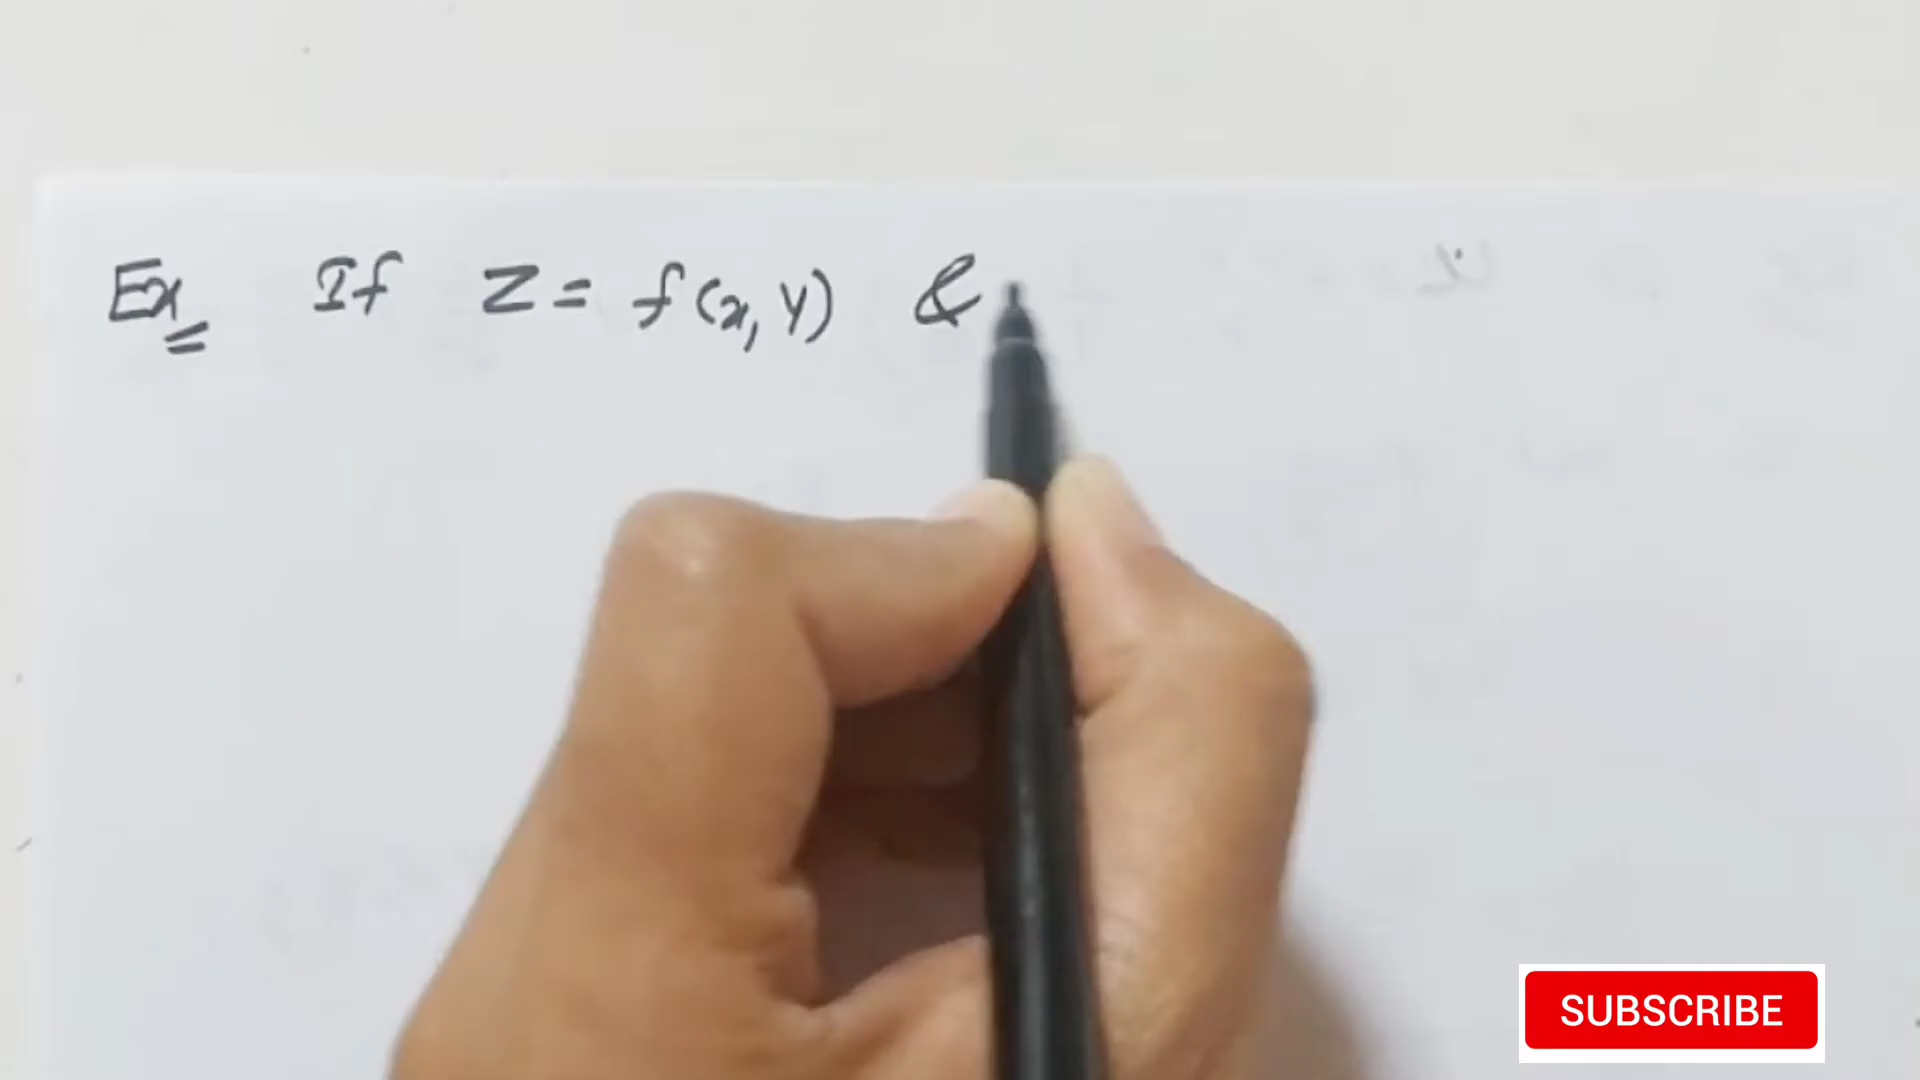 Ex If Z = f(x, y) &
SUBSCRIBE